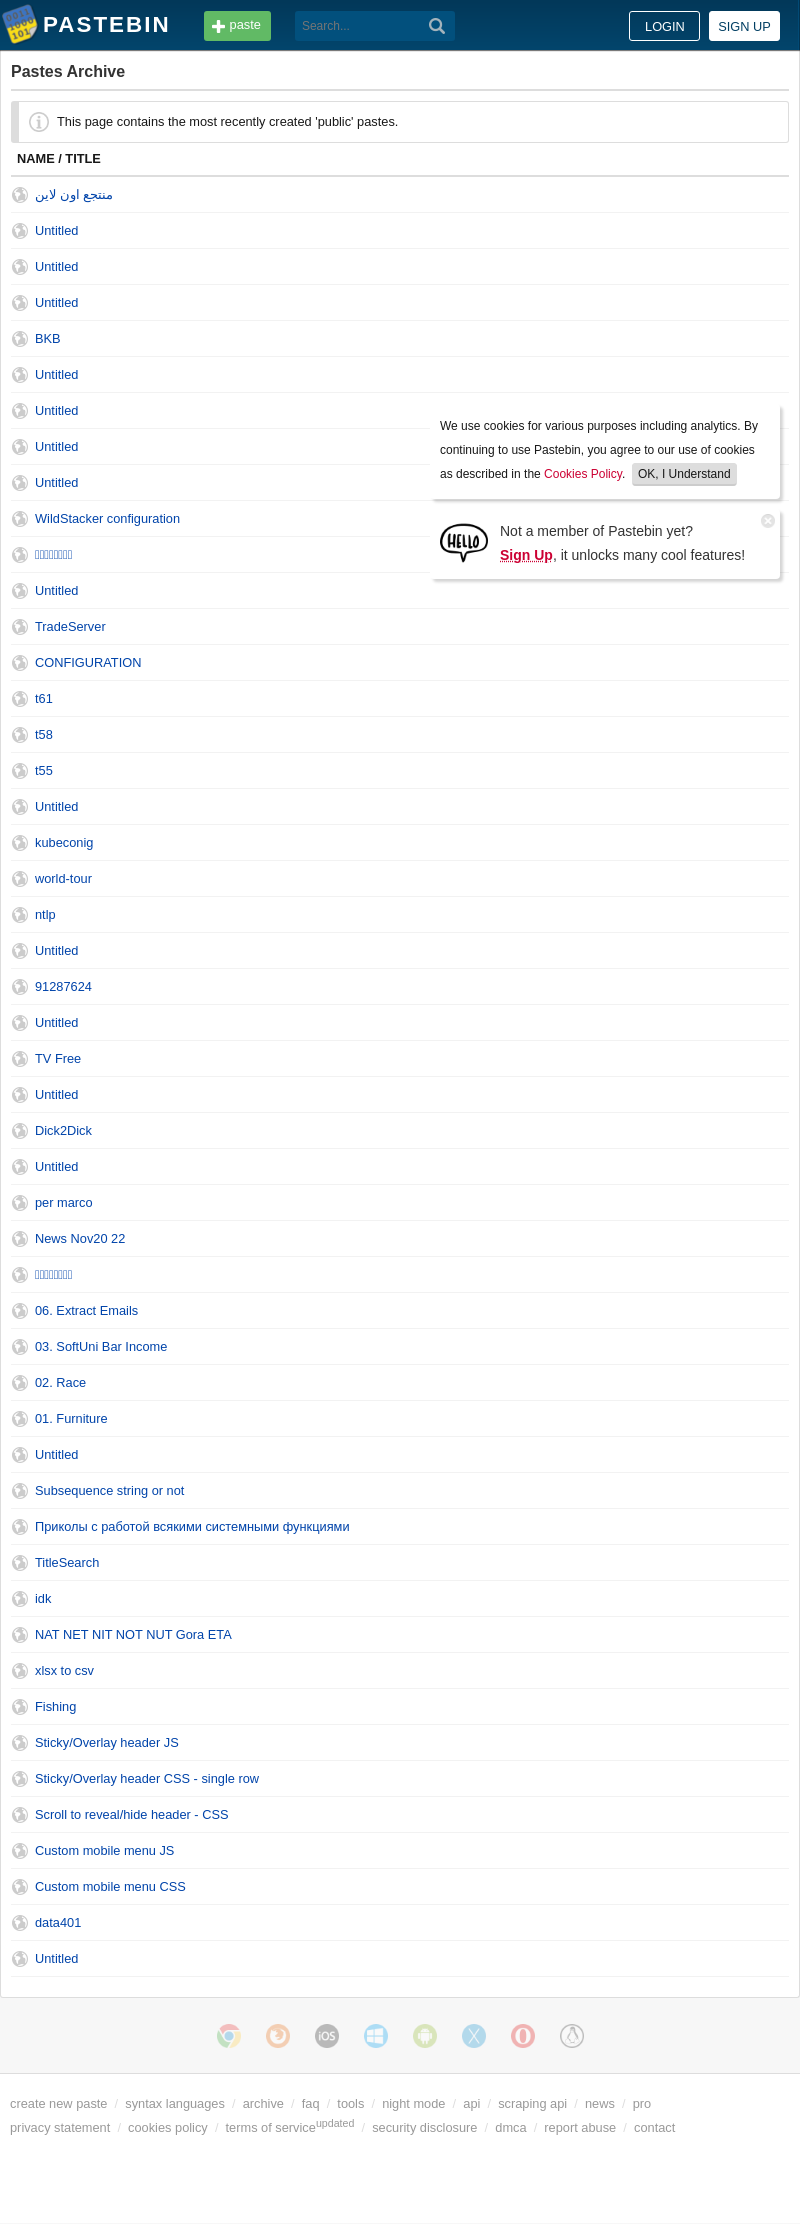 PASTEBIN
paste
Search...
LOGIN
SIGN UP
Pastes Archive
This page contains the most recently created 'public' pastes.
NAME / TITLE
منتجع اون لاين
Untitled
Untitled
Untitled
BKB
Untitled
Untitled
Untitled
Untitled
WildStacker configuration
Untitled
TradeServer
CONFIGURATION
t61
t58
t55
Untitled
kubeconig
world-tour
ntlp
Untitled
91287624
Untitled
TV Free
Untitled
Dick2Dick
Untitled
per marco
News Nov20 22
06. Extract Emails
03. SoftUni Bar Income
02. Race
01. Furniture
Untitled
Subsequence string or not
Приколы с работой всякими системными функциями
TitleSearch
idk
NAT NET NIT NOT NUT Gora ETA
xlsx to csv
Fishing
Sticky/Overlay header JS
Sticky/Overlay header CSS - single row
Scroll to reveal/hide header - CSS
Custom mobile menu JS
Custom mobile menu CSS
data401
Untitled
We use cookies for various purposes including analytics. By
continuing to use Pastebin, you agree to our use of cookies
as described in the Cookies Policy. OK, I Understand
HELLO
Not a member of Pastebin yet?
Sign Up, it unlocks many cool features!
iOS
create new paste / syntax languages / archive / faq / tools / night mode / api / scraping api / news / pro
privacy statement / cookies policy / terms of service updated / security disclosure / dmca / report abuse / contact